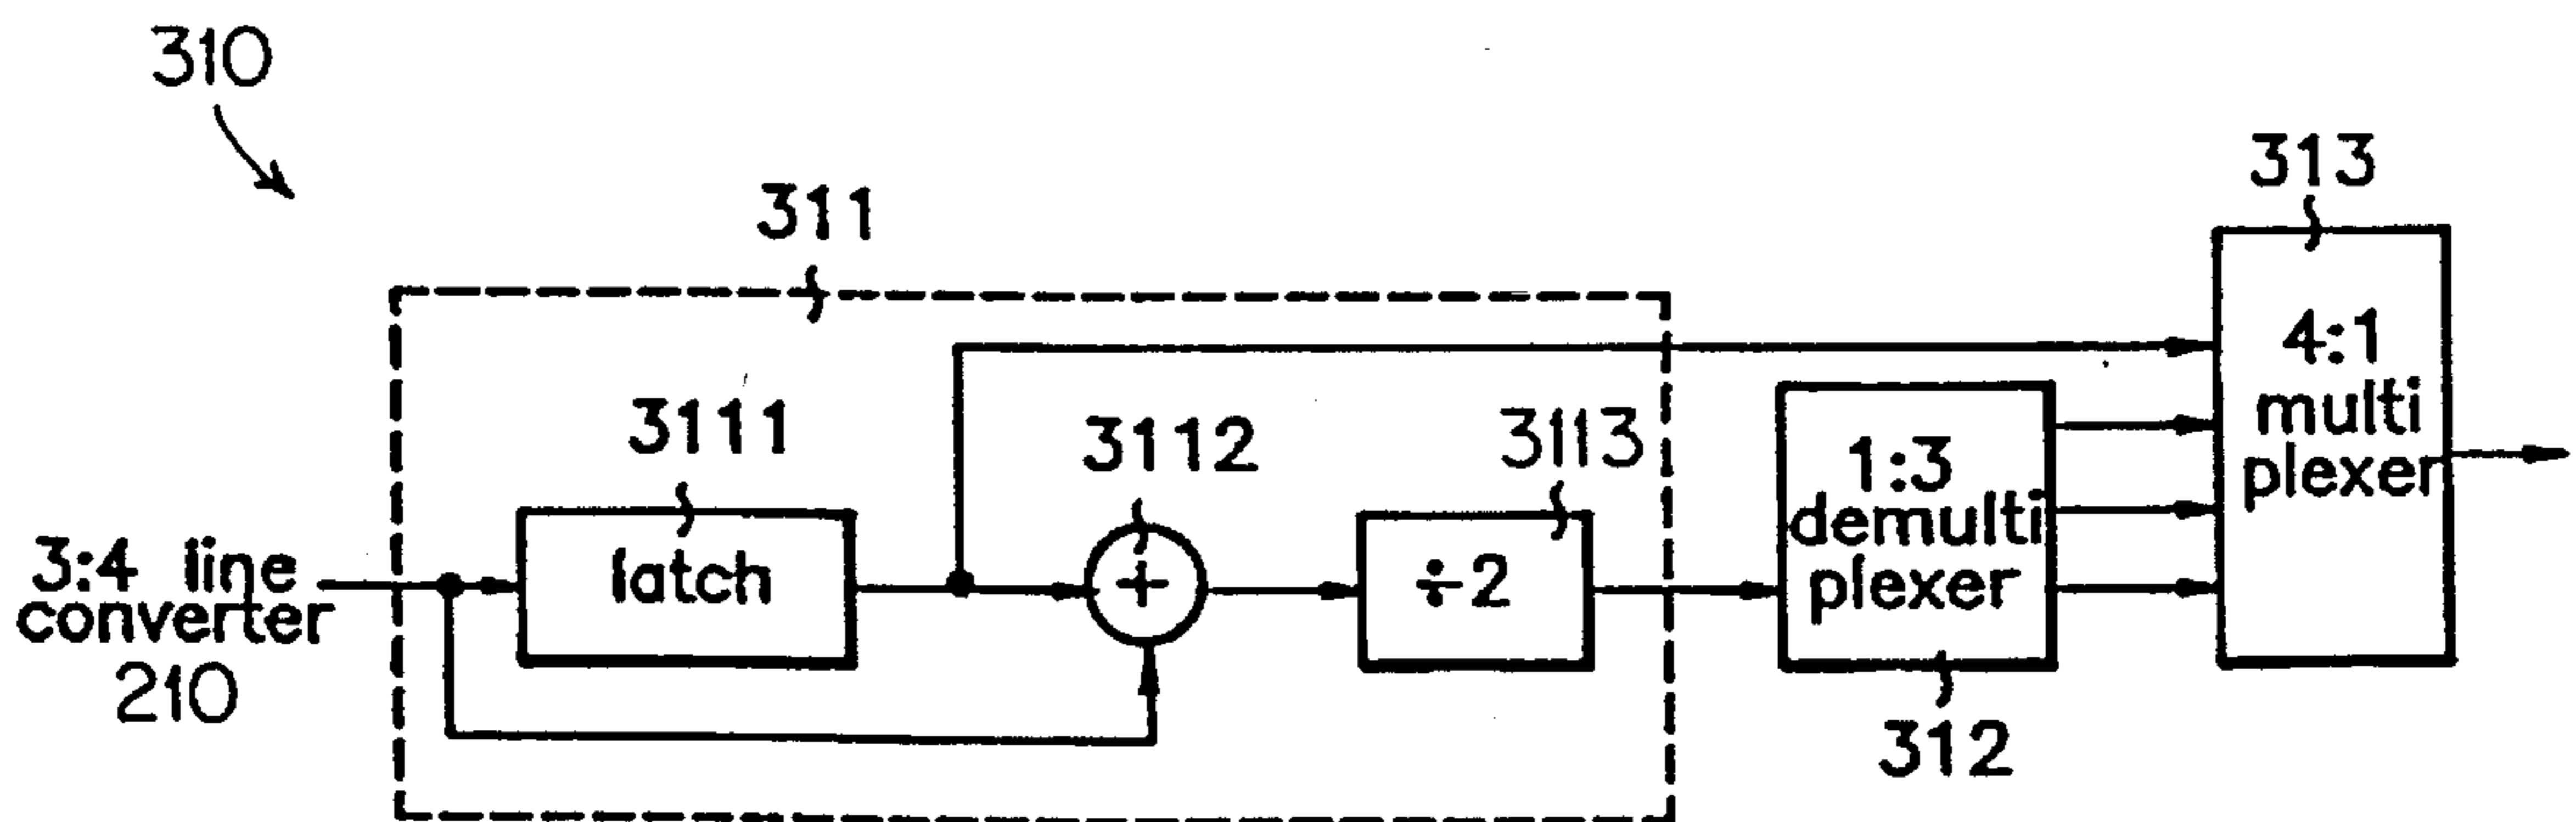 310
311
313
4:1
multi
plexer
3111
3112
3113
1:3
demulti
plexer
latch
+
÷2
3:4 line
converter
210
312